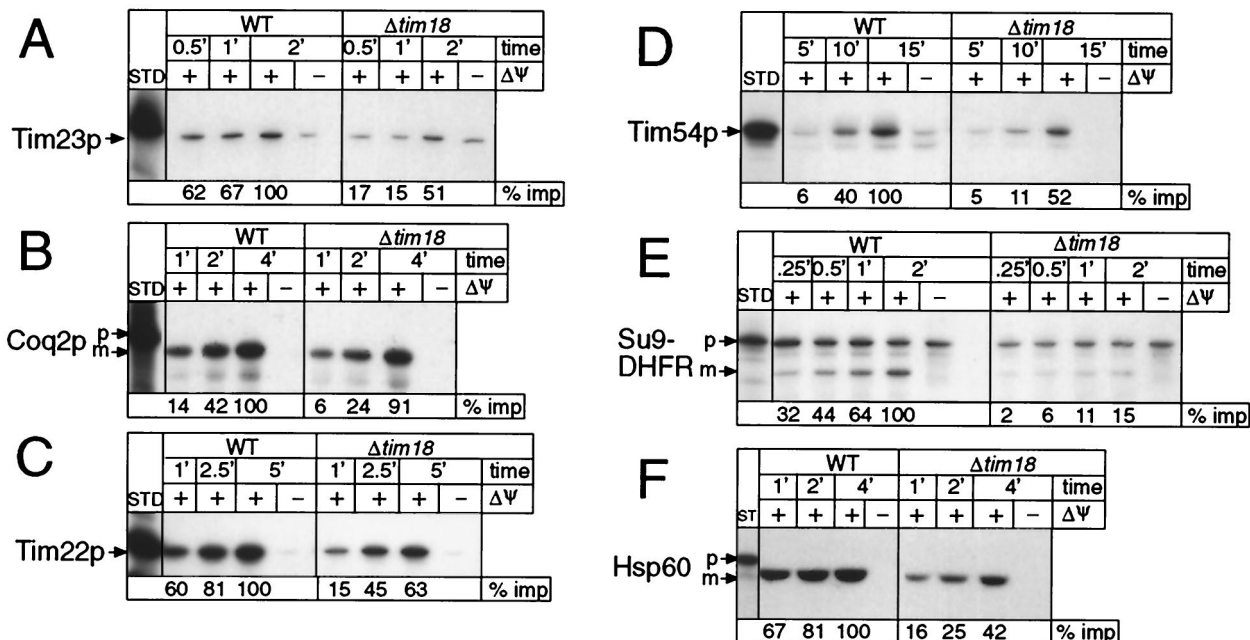 A
WT Δtim18
0.5' 1' 2' 0.5' 1' 2' time
STD + + + − + + + − ΔΨ
Tim23p
62 67 100 17 15 51 % imp
B
WT Δtim18
1' 2' 4' 1' 2' 4' time
STD + + + − + + + − ΔΨ
p
Coq2p
m
14 42 100 6 24 91 % imp
C
WT Δtim18
1' 2.5' 5' 1' 2.5' 5' time
STD + + + − + + + − ΔΨ
Tim22p
60 81 100 15 45 63 % imp
D
WT Δtim18
5' 10' 15' 5' 10' 15' time
STD + + + − + + + − ΔΨ
Tim54p
6 40 100 5 11 52 % imp
E
WT Δtim18
.25' 0.5' 1' 2' .25' 0.5' 1' 2' time
STD + + + + − + + + + − ΔΨ
Su9- p
DHFR m
32 44 64 100 2 6 11 15 % imp
F
WT Δtim18
1' 2' 4' 1' 2' 4' time
ST + + + − + + + − ΔΨ
p
Hsp60
m
67 81 100 16 25 42 % imp